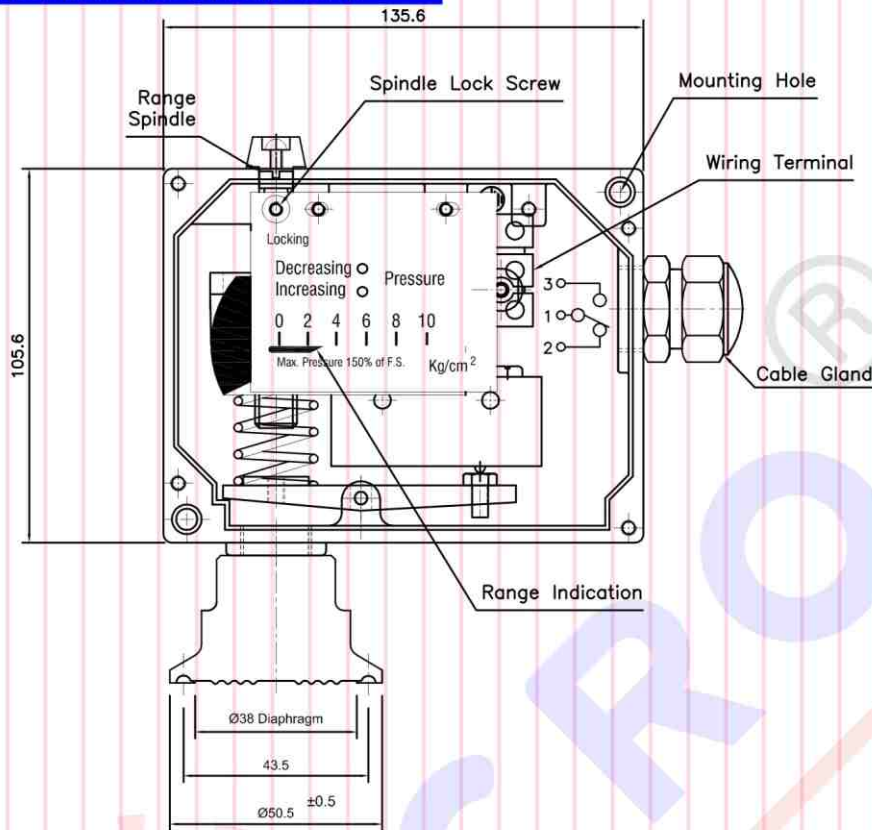 135.6
Spindle Lock Screw
Mounting Hole
Range
Spindle
Wiring Terminal
Locking
Decreasing
Increasing
Pressure
3
1
2
0 2 4 6 8 10
Max. Pressure 150% of F.S.
Kg/cm²
105.6
Cable Gland
®
Range Indication
Ø38 Diaphragm
43.5
±0.5
Ø50.5
CRO